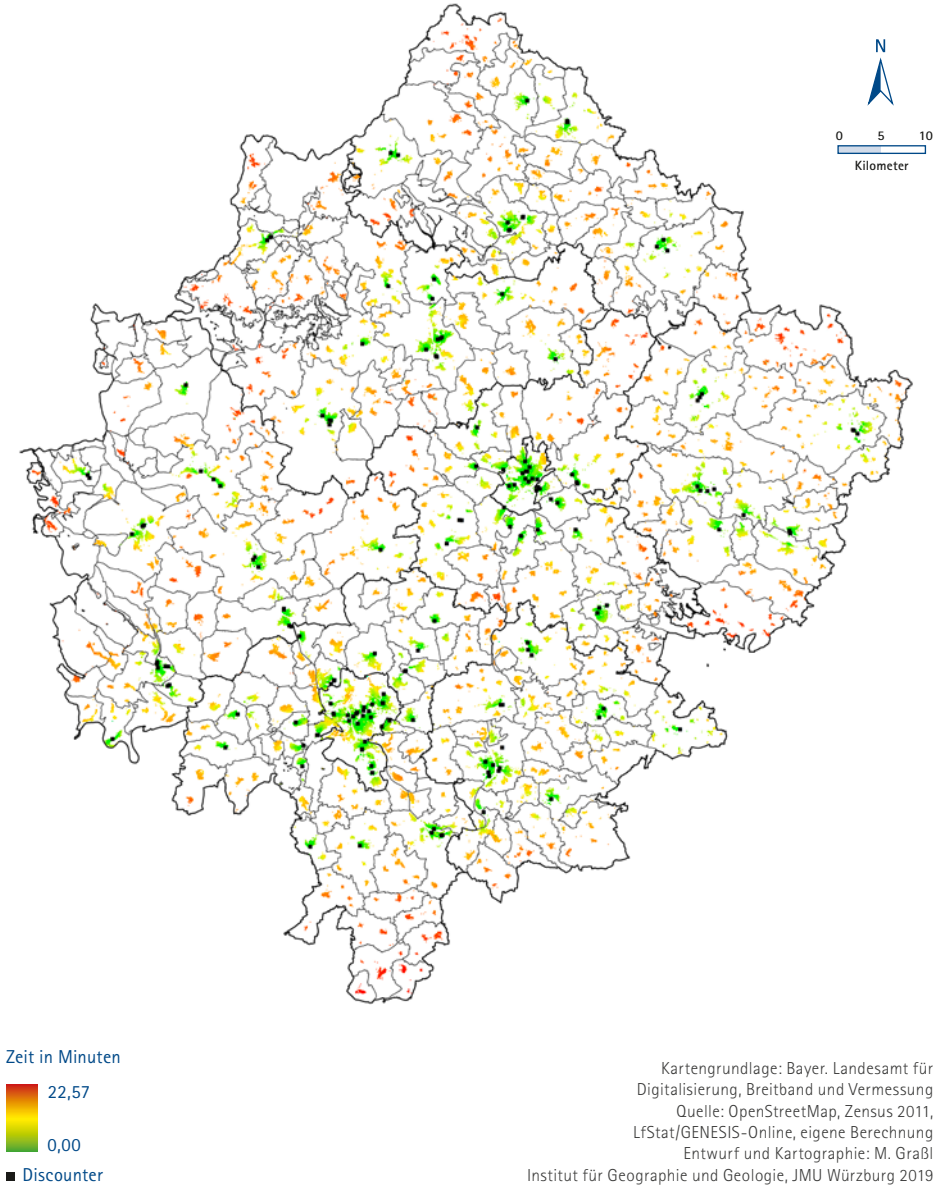 N
0 5 10
Kilometer
Zeit in Minuten
22,57
0,00
Discounter
Kartengrundlage: Bayer. Landesamt für
Digitalisierung, Breitband und Vermessung
Quelle: OpenStreetMap, Zensus 2011,
LfStat/GENESIS-Online, eigene Berechnung
Entwurf und Kartographie: M. Graßl
Institut für Geographie und Geologie, JMU Würzburg 2019